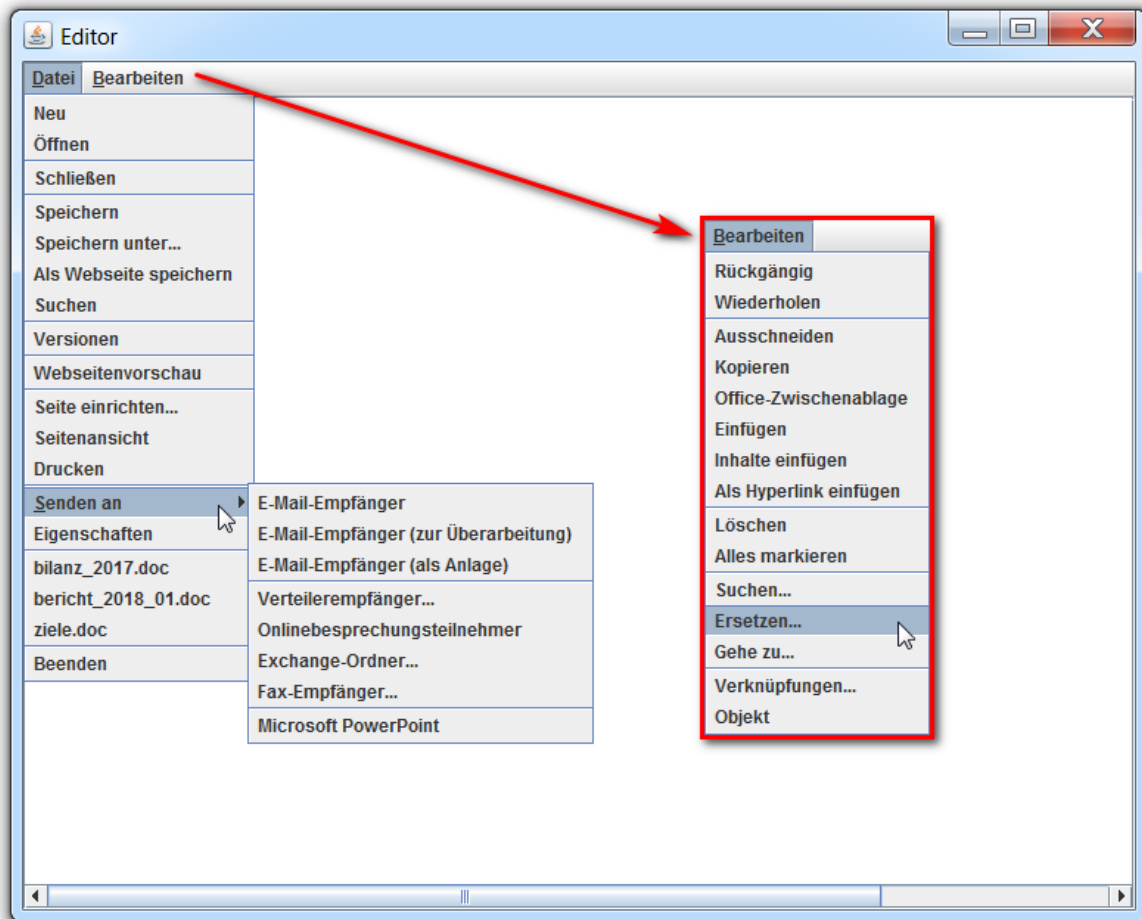 Editor
Datei Bearbeiten
Neu
Öffnen
Schließen
Speichern
Speichern unter...
Als Webseite speichern
Suchen
Versionen
Webseitenvorschau
Seite einrichten...
Seitenansicht
Drucken
Senden an
Eigenschaften
bilanz_2017.doc
bericht_2018_01.doc
ziele.doc
Beenden
E-Mail-Empfänger
E-Mail-Empfänger (zur Überarbeitung)
E-Mail-Empfänger (als Anlage)
Verteilerempfänger...
Onlinebesprechungsteilnehmer
Exchange-Ordner...
Fax-Empfänger...
Microsoft PowerPoint
Bearbeiten
Rückgängig
Wiederholen
Ausschneiden
Kopieren
Office-Zwischenablage
Einfügen
Inhalte einfügen
Als Hyperlink einfügen
Löschen
Alles markieren
Suchen...
Ersetzen...
Gehe zu...
Verknüpfungen...
Objekt